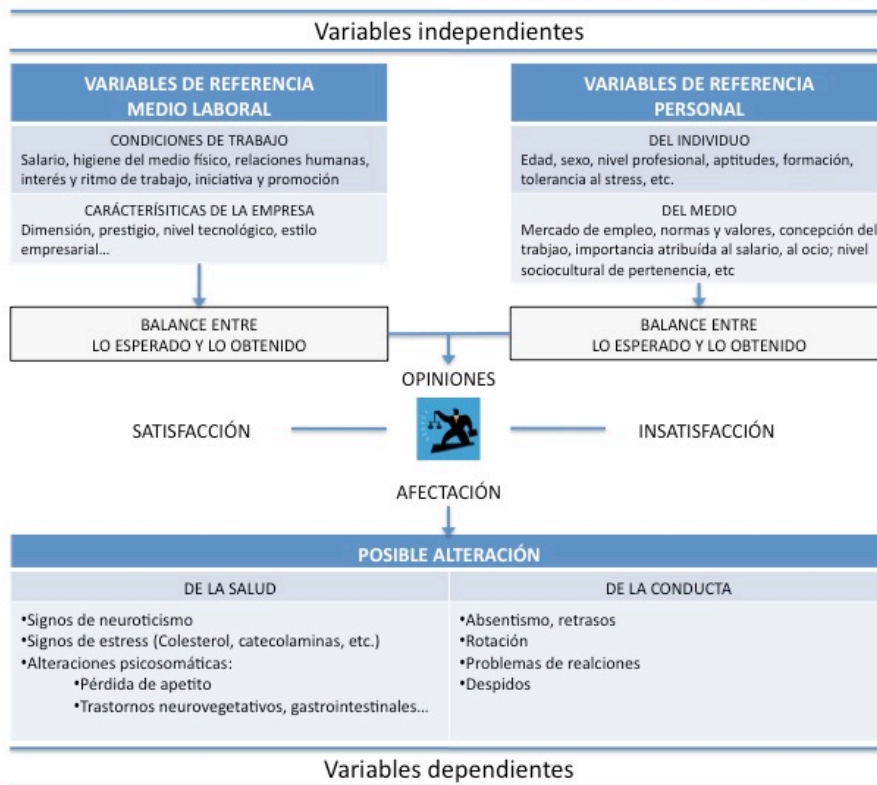 Variables independientes
VARIABLES DE REFERENCIA
MEDIO LABORAL
CONDICIONES DE TRABAJO
Salario, higiene del medio físico, relaciones humanas,
interés y ritmo de trabajo, iniciativa y promoción
CARÁCTERÍSITICAS DE LA EMPRESA
Dimensión, prestigio, nivel tecnológico, estilo
empresarial...
VARIABLES DE REFERENCIA
PERSONAL
DEL INDIVIDUO
Edad, sexo, nivel profesional, aptitudes, formación,
tolerancia al stress, etc.
DEL MEDIO
Mercado de empleo, normas y valores, concepción del
trabjao, importancia atribuída al salario, al ocio; nivel
sociocultural de pertenencia, etc
BALANCE ENTRE
LO ESPERADO Y LO OBTENIDO
BALANCE ENTRE
LO ESPERADO Y LO OBTENIDO
OPINIONES
SATISFACCIÓN
INSATISFACCIÓN
AFECTACIÓN
POSIBLE ALTERACIÓN
DE LA SALUD
•Signos de neuroticismo
•Signos de estress (Colesterol, catecolaminas, etc.)
•Alteraciones psicosomáticas:
•Pérdida de apetito
•Trastornos neurovegetativos, gastrointestinales...
DE LA CONDUCTA
•Absentismo, retrasos
•Rotación
•Problemas de realciones
•Despidos
Variables dependientes